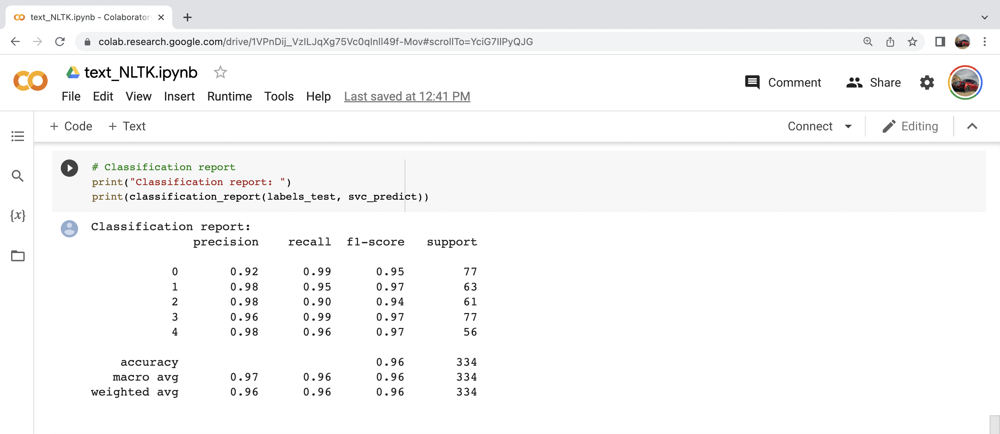 text_NLTK.ipynb - Colaboratory
colab.research.google.com/drive/1VPnDij_VzILJqXg75Vc0qInll49f-Mov#scrollTo=YciG7IlPyQJG
text_NLTK.ipynb
Comment Share
File Edit View Insert Runtime Tools Help Last saved at 12:41 PM
+ Code + Text Connect Editing
# Classification report
print("Classification report: ")
print(classification_report(labels_test, svc_predict))
{x}
Classification report:
precision recall f1-score support
0 0.92 0.99 0.95 77
1 0.98 0.95 0.97 63
2 0.98 0.90 0.94 61
3 0.96 0.99 0.97 77
4 0.98 0.96 0.97 56
accuracy 0.96 334
macro avg 0.97 0.96 0.96 334
weighted avg 0.96 0.96 0.96 334